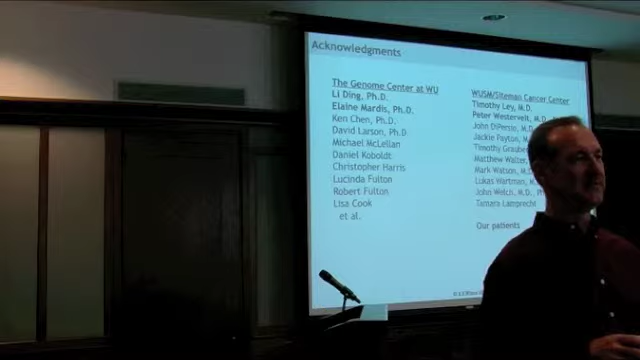 Acknowledgments
The Genome Center at WU
Li Ding, Ph.D.
Elaine Mardis, Ph.D.
Ken Chen, Ph.D.
David Larson, Ph.D.
Michael McLellan
Daniel Koboldt
Christopher Harris
Lucinda Fulton
Robert Fulton
Lisa Cook
et al.
WUSM/Siteman Cancer Center
Timothy Ley, M.D.
Peter Westervelt, M.D.
John DiPersio, M.D.
Jackie Payton, M.D.
Timothy
Matthew Walter,
Mark Watson, M.D.
Lukas Wartman, M.D.
John Welch, M.D., Ph
Tamara Lamprecht
Our patients